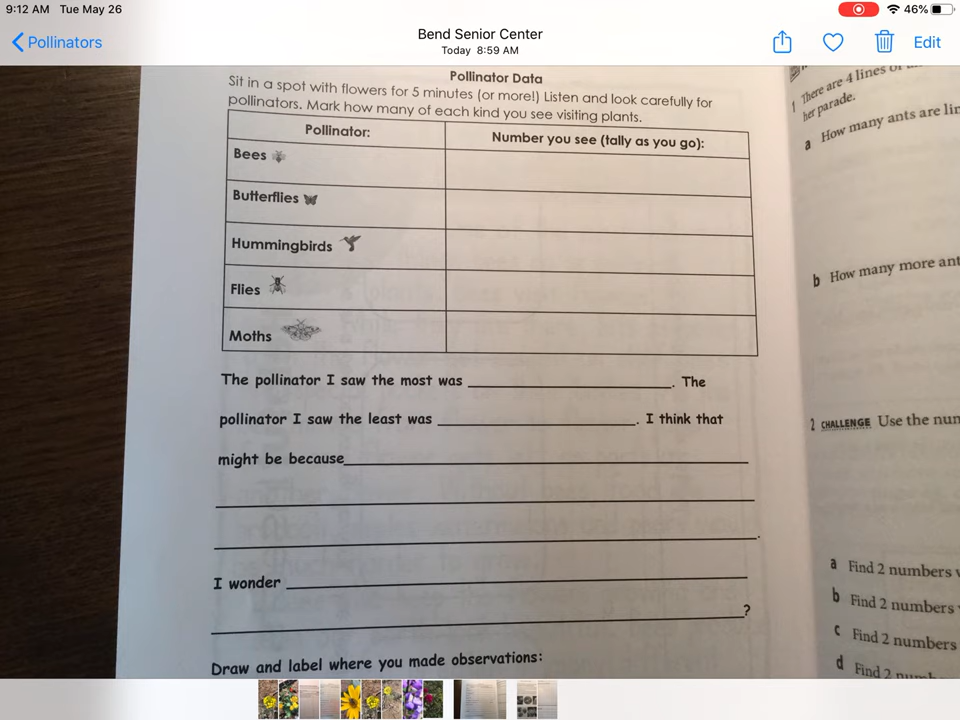 9:12 AM Tue May 26
46%
Pollinators
Bend Senior Center
Today 8:59 AM
Edit
Pollinator Data
Sit in a spot with flowers for 5 minutes (or more!) Listen and look carefully for
pollinators. Mark how many of each kind you see visiting plants.
Pollinator:
Number you see (tally as you go):
Bees
Butterflies
Hummingbirds
Flies
Moths
The pollinator I saw the most was ____. The
pollinator I saw the least was ____. I think that
might be because____
.
I wonder ____
?
Draw and label where you made observations:
1 There are 4 lines of
her parade.
a How many ants are
b How many more
2 CHALLENGE Use the
a Find 2 numbers
b Find 2 numbers
c Find 2 numbers
d Find 2